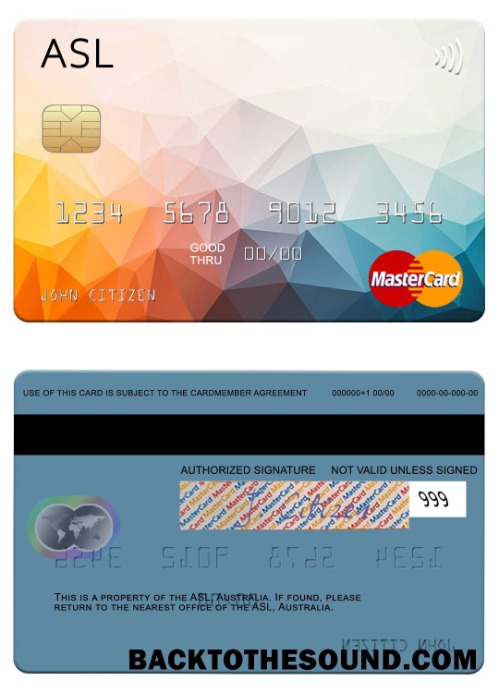 ASL
1234 5678 9012 3456
GOOD THRU 00/00
JOHN CITIZEN
MasterCard
USE OF THIS CARD IS SUBJECT TO THE CARDMEMBER AGREEMENT 000000+1 00/00 0000-00-000-00
AUTHORIZED SIGNATURE NOT VALID UNLESS SIGNED
999
THIS IS A PROPERTY OF THE ASL, AUSTRALIA. IF FOUND, PLEASE
RETURN TO THE NEAREST OFFICE OF THE ASL, AUSTRALIA.
BACKTOTHESOUND.COM